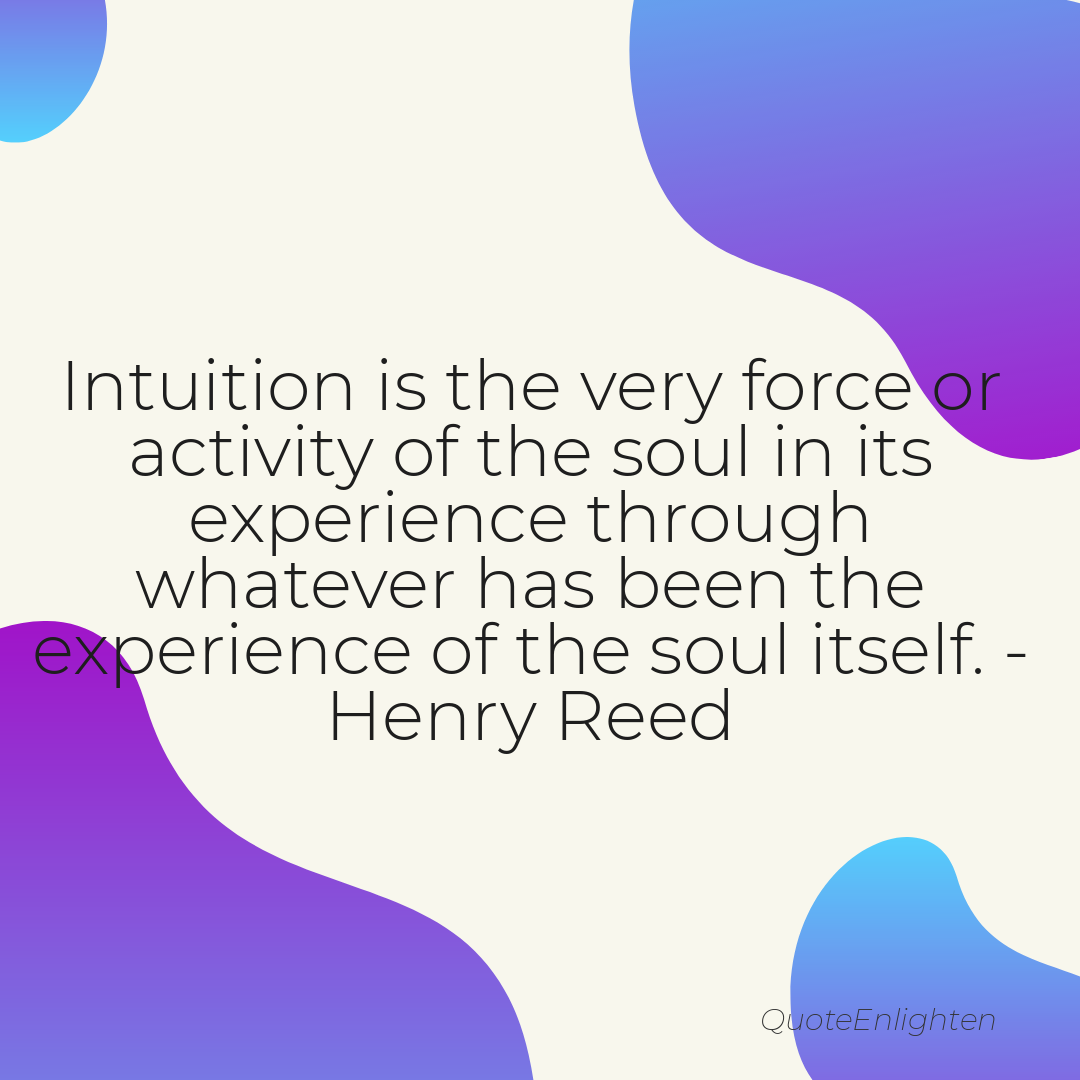 Intuition is the very force or
activity of the soul in its
experience through
whatever has been the
experience of the soul itself. -
Henry Reed
QuoteEnlighten